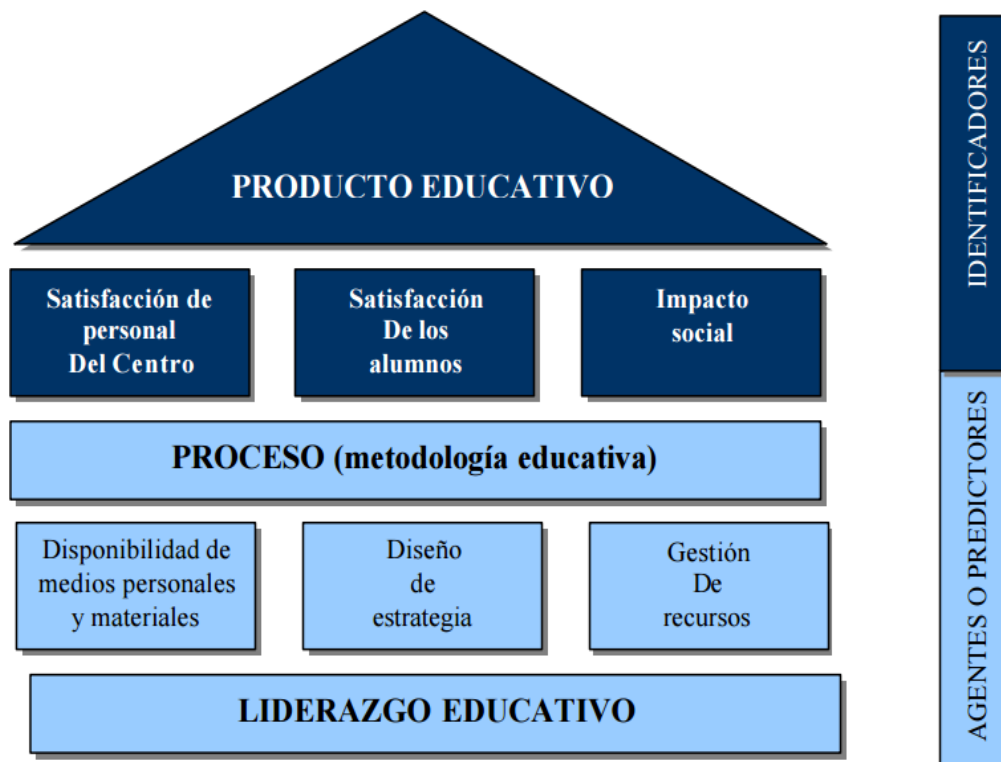 PRODUCTO EDUCATIVO
Satisfacción de
personal
Del Centro
Satisfacción
De los
alumnos
Impacto
social
PROCESO (metodología educativa)
Disponibilidad de
medios personales
y materiales
Diseño
de
estrategia
Gestión
De
recursos
LIDERAZGO EDUCATIVO
IDENTIFICADORES
AGENTES O PREDICTORES